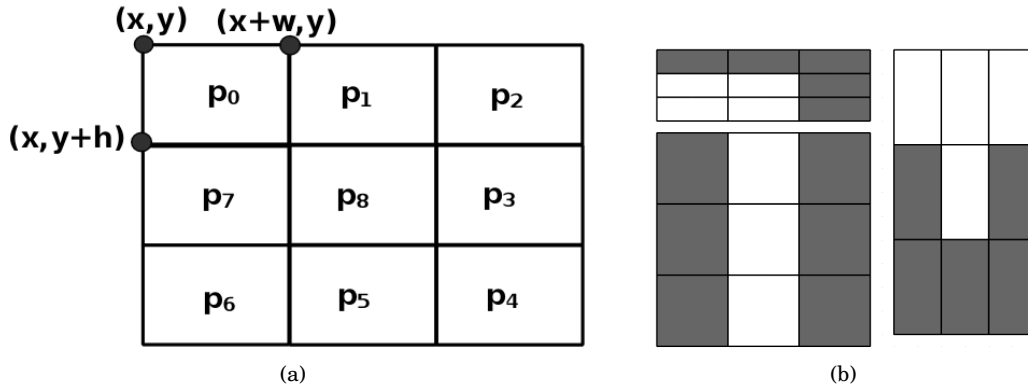 (x,y) (x+w,y)
p₀ p₁ p₂
(x,y+h)
p₇ p₈ p₃
p₆ p₅ p₄
(a) (b)